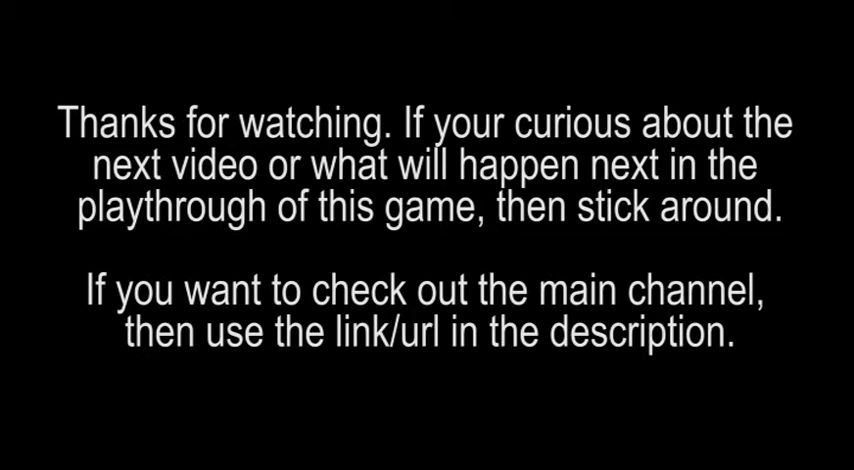 Thanks for watching. If your curious about the
next video or what will happen next in the
playthrough of this game, then stick around.
If you want to check out the main channel,
then use the link/url in the description.